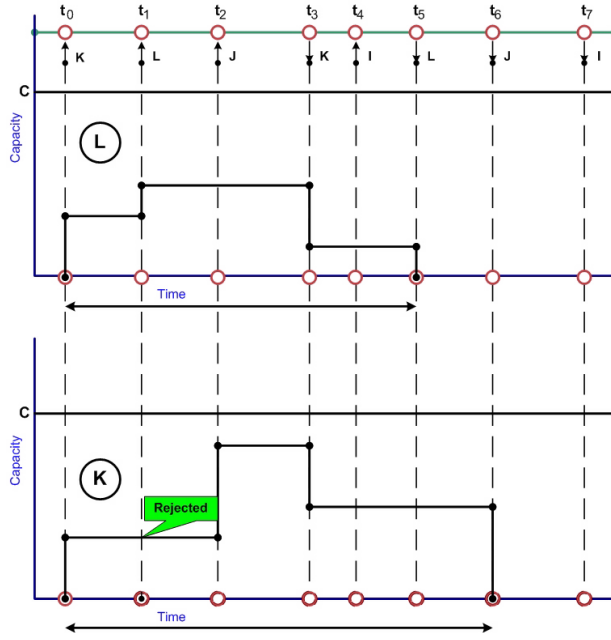 t0 t1 t2 t3 t4 t5 t6 t7
K L J K I L J I
C
Capacity
L
Time
C
Capacity
K
Rejected
Time